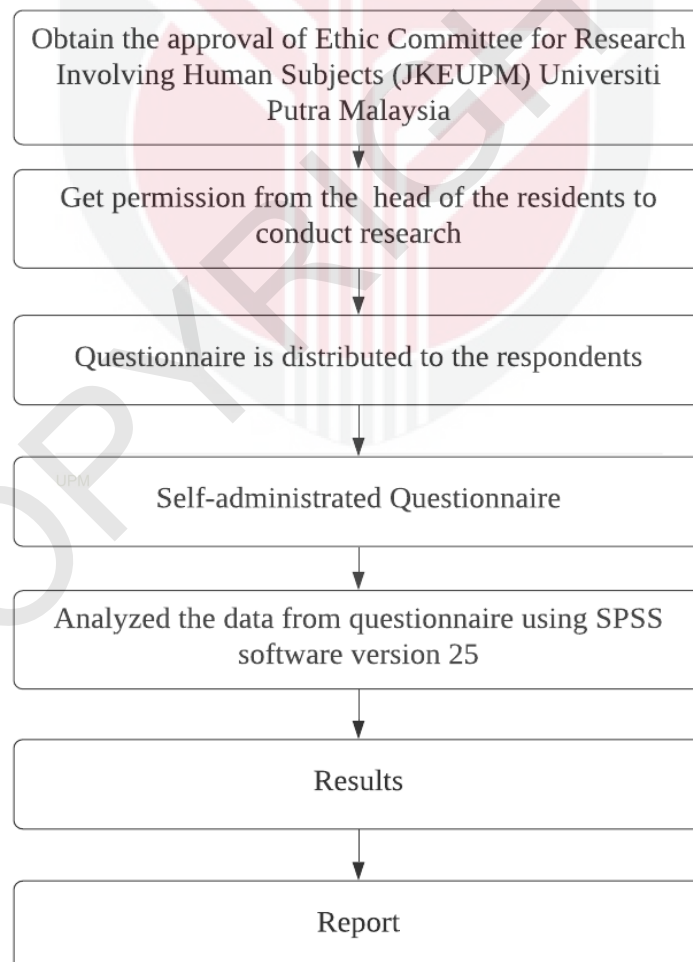 Obtain the approval of Ethic Committee for Research
Involving Human Subjects (JKEUPM) Universiti
Putra Malaysia
Get permission from the head of the residents to
conduct research
Questionnaire is distributed to the respondents
UPM
Self-administrated Questionnaire
Analyzed the data from questionnaire using SPSS
software version 25
Results
Report
OPYRIGH